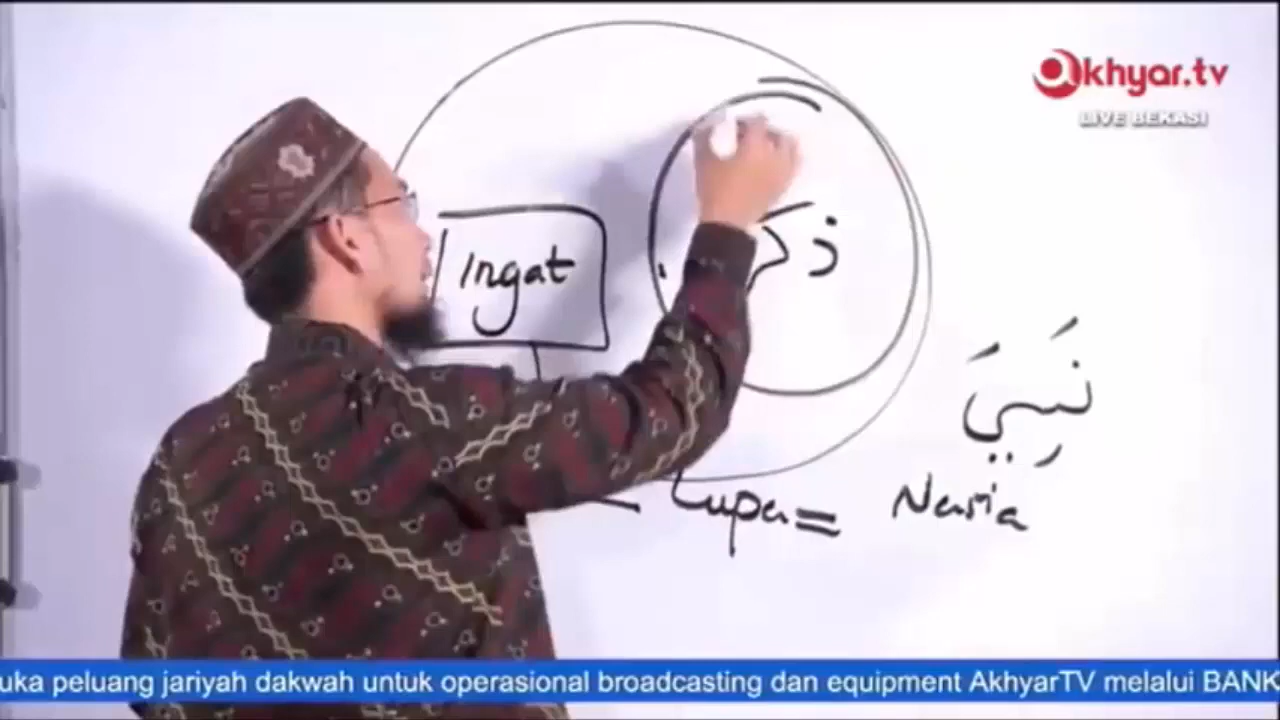 akhyar.tv
LIVE BEKASI
Ingat
ذكر
نَسِيَ
Lupa = Nasia
uka peluang jariyah dakwah untuk operasional broadcasting dan equipment AkhyarTV melalui BANK